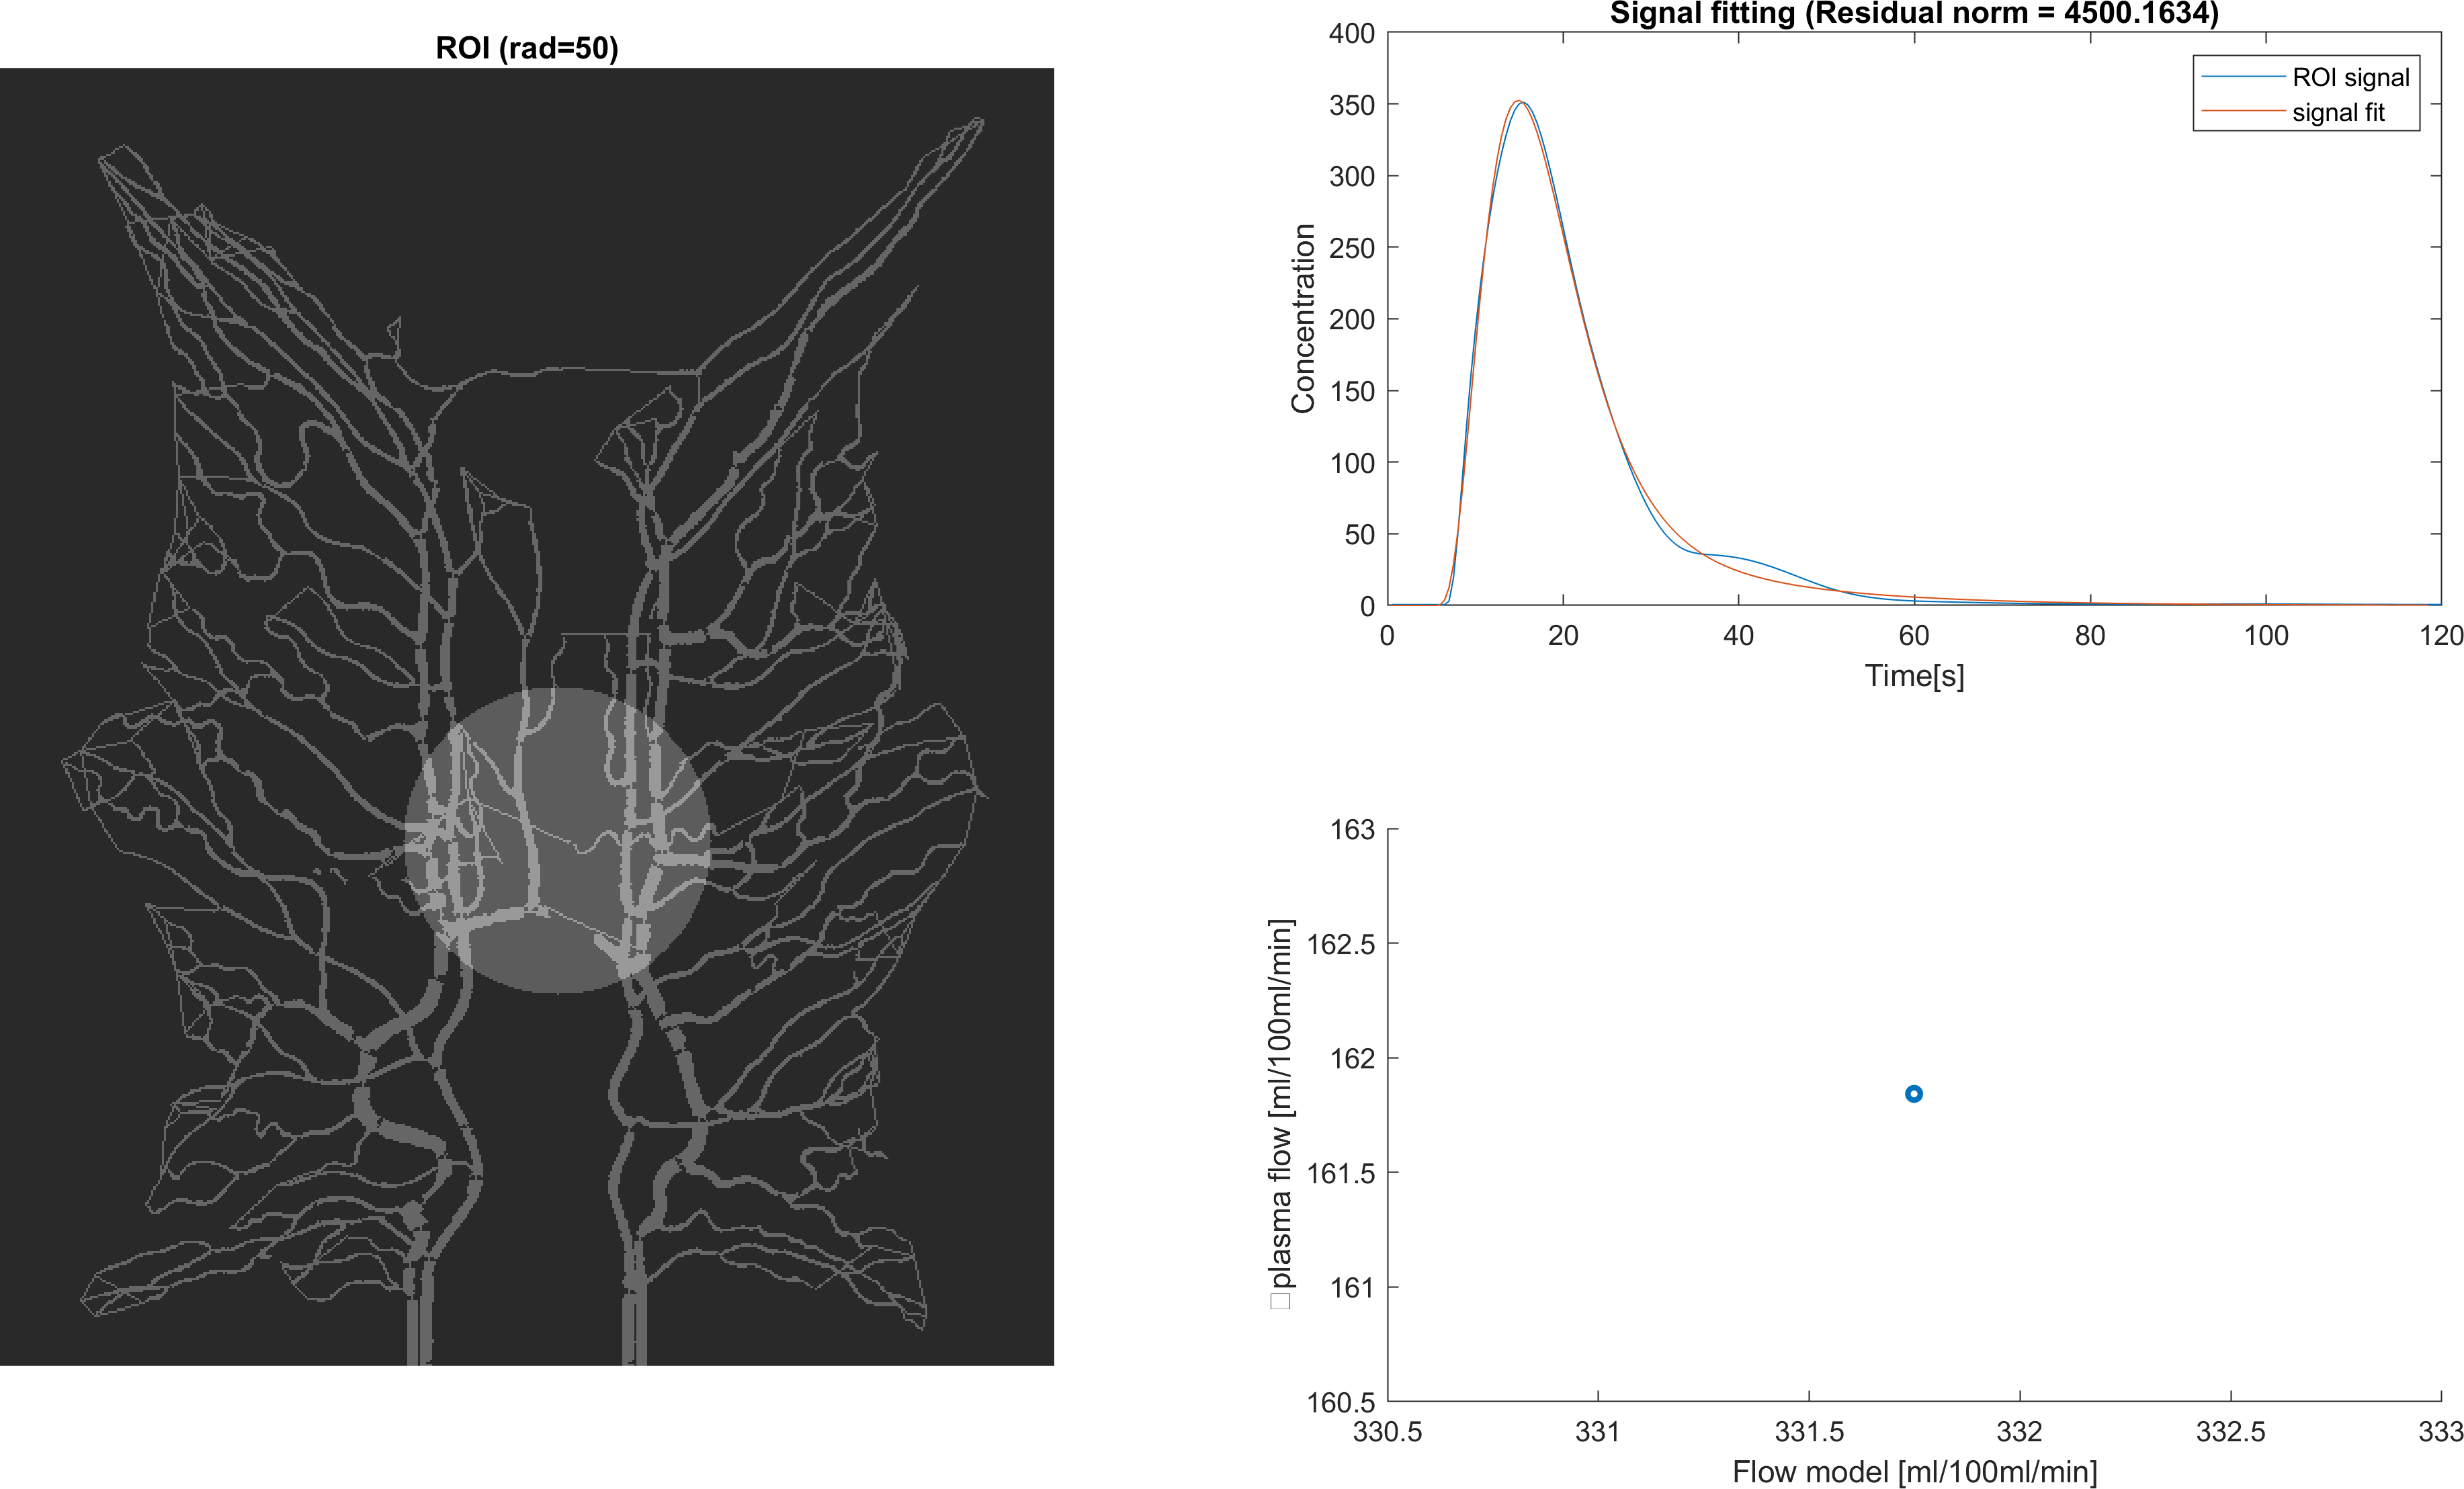 ROI (rad=50)
Signal fitting (Residual norm = 4500.1634)
400
350
300
250
200
150
100
50
0
Concentration
ROI signal
signal fit
0 20 40 60 80 100 120
Time[s]
163
162.5
162
161.5
161
160.5
□plasma flow [ml/100ml/min]
330.5 331 331.5 332 332.5 333
Flow model [ml/100ml/min]